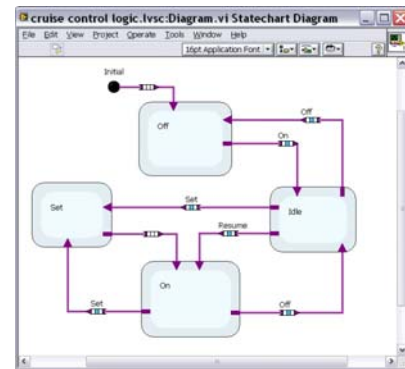 cruise control logic.lvsc:Diagram.vi Statechart Diagram
File Edit View Project Operate Tools Window Help
16pt Application Font
Initial
Off
Off
On
Set
Set
Idle
Resume
On
Set
Off